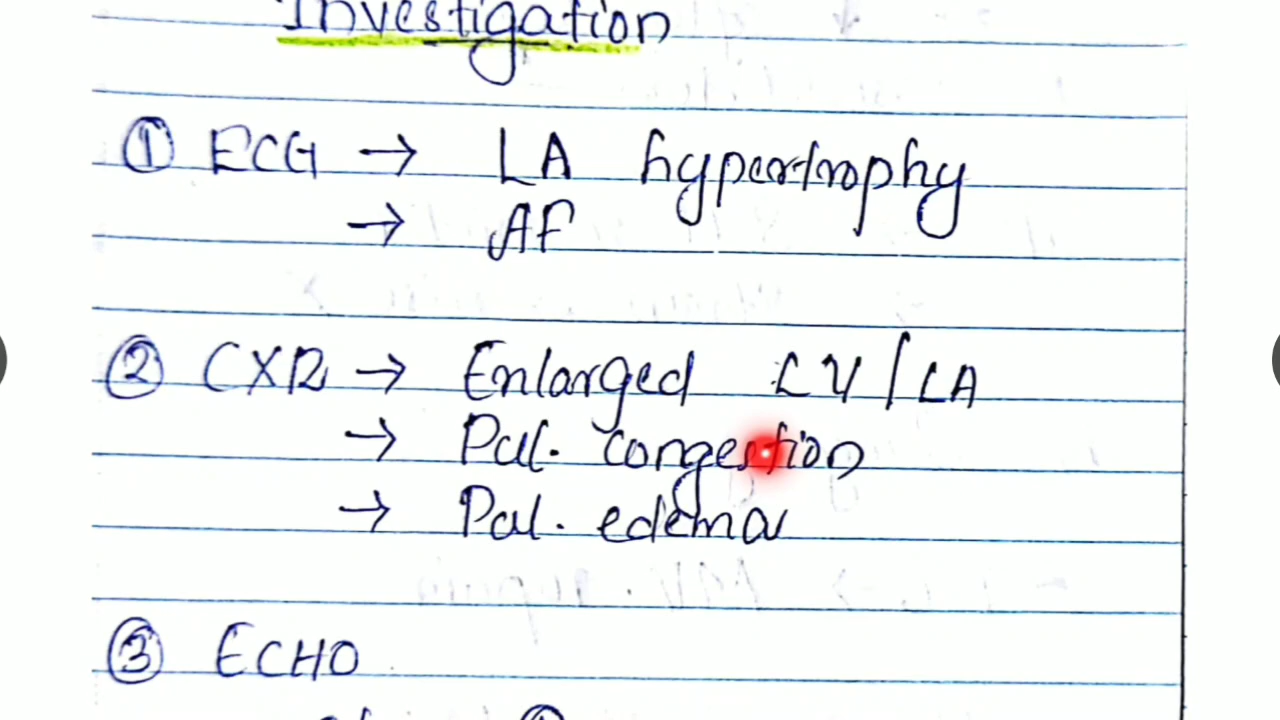 Investigation
① ECG → LA hypertrophy
→ AF
② CXR → Enlarged LV/LA
→ Pul. congestion
→ Pul. edema
③ ECHO